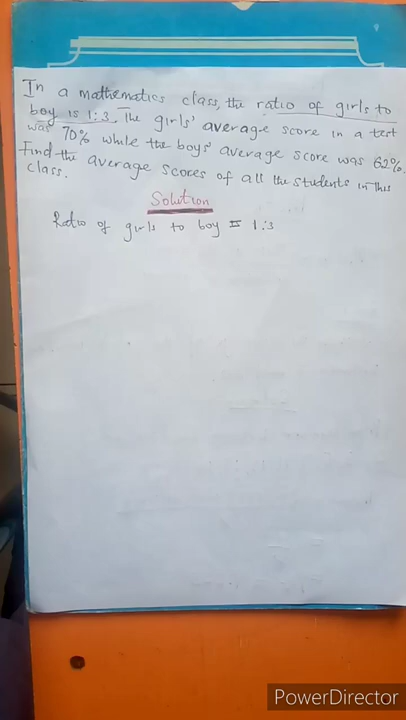 In a mathematics class, the ratio of girls to
boy is 1:3. The girls' average score in a test
was 70% while the boys' average score was 62%.
Find the average scores of all the students in this
class.
Solution
Ratio of girls to boy = 1:3
PowerDirector